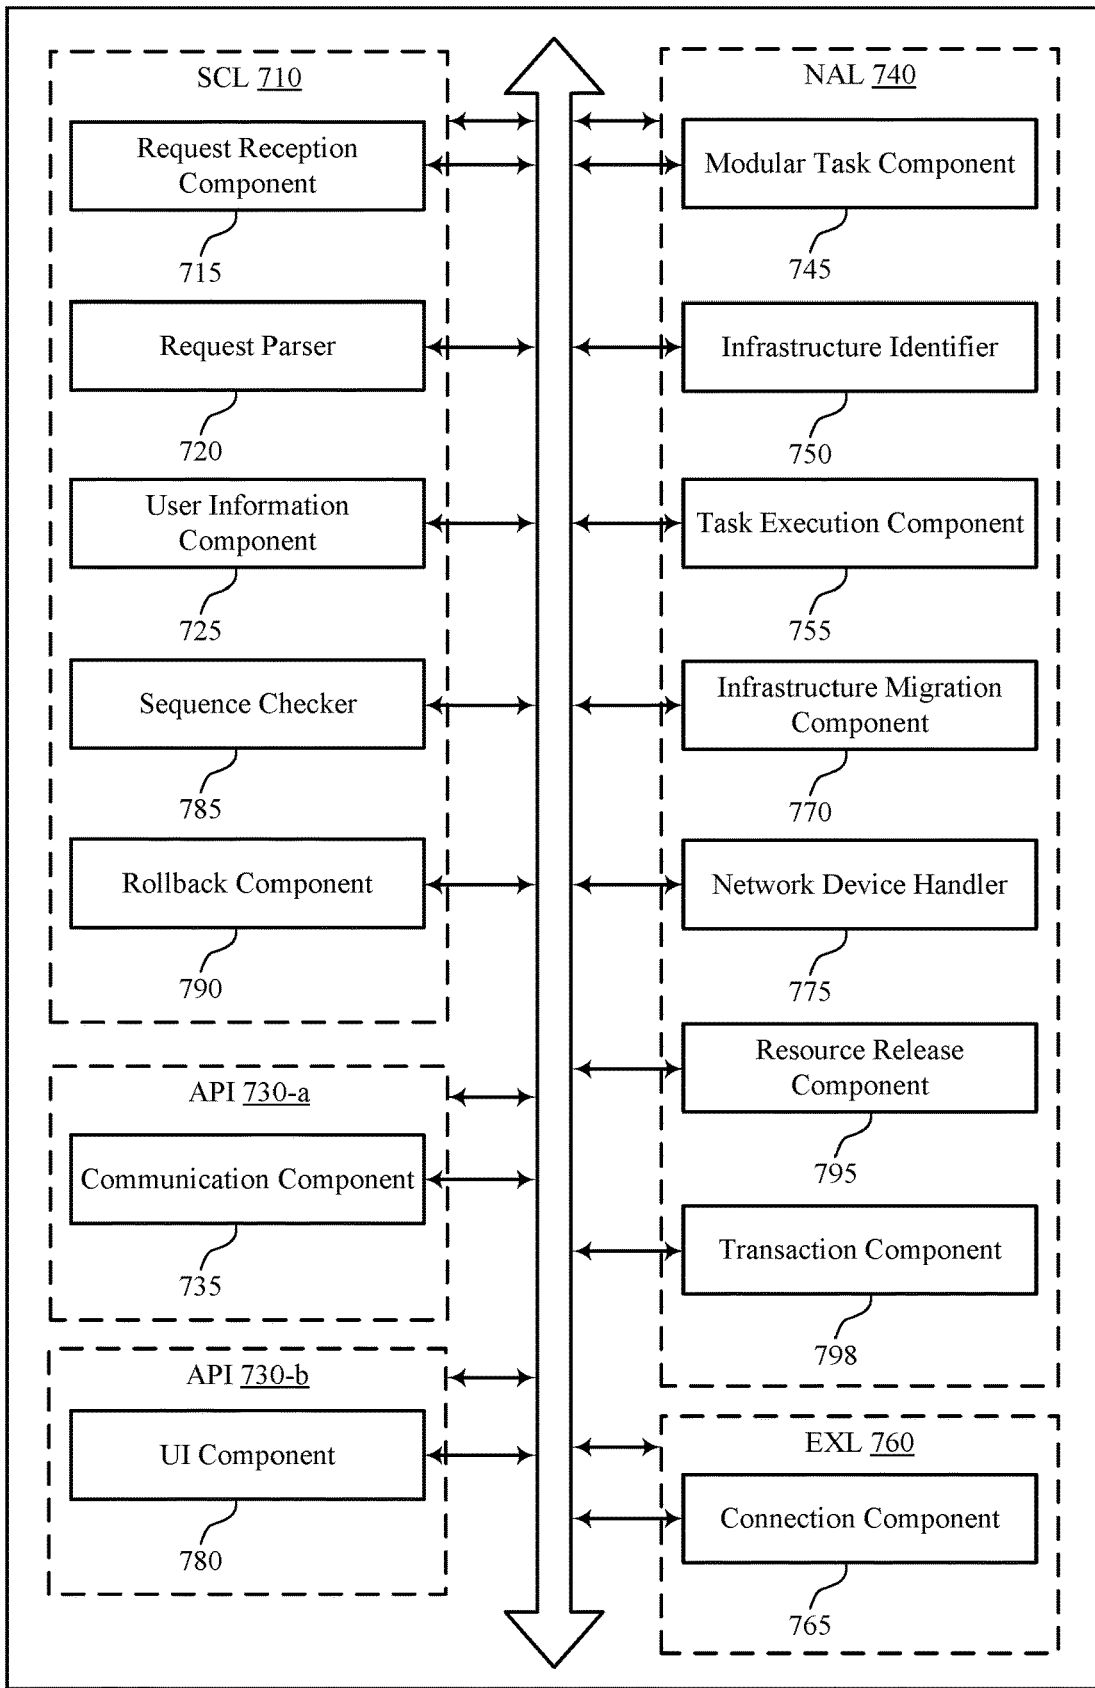 SCL 710
Request Reception
Component
715
Request Parser
720
User Information
Component
725
Sequence Checker
785
Rollback Component
790
API 730-a
Communication Component
735
API 730-b
UI Component
780
NAL 740
Modular Task Component
745
Infrastructure Identifier
750
Task Execution Component
755
Infrastructure Migration
Component
770
Network Device Handler
775
Resource Release
Component
795
Transaction Component
798
EXL 760
Connection Component
765